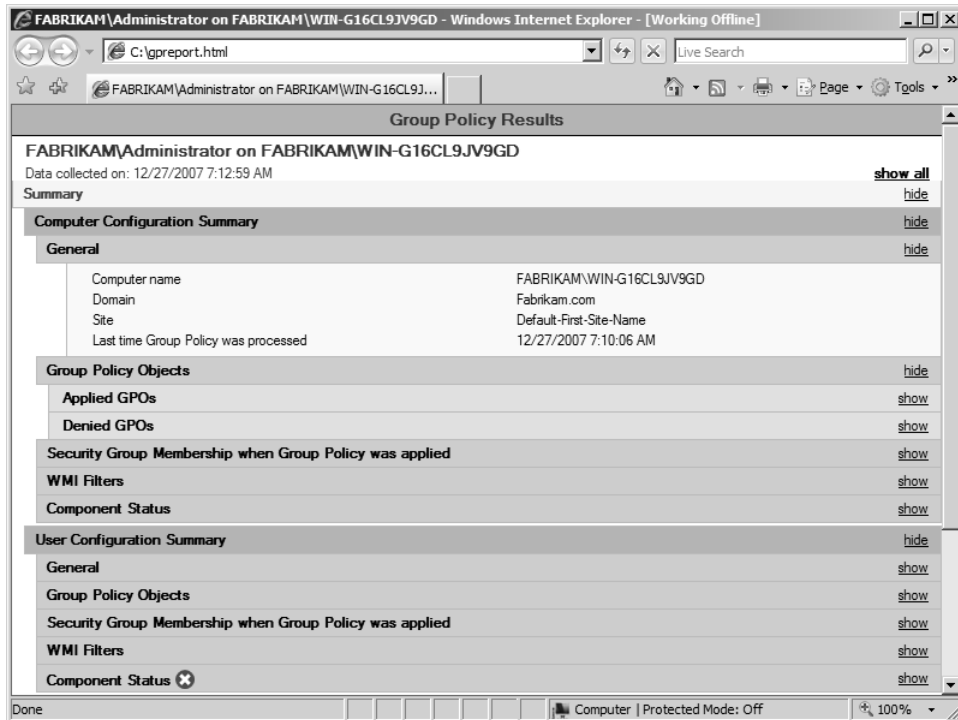 FABRIKAM\Administrator on FABRIKAM\WIN-G16CL9JV9GD - Windows Internet Explorer - [Working Offline]
C:\gpreport.html
Live Search
FABRIKAM\Administrator on FABRIKAM\WIN-G16CL9J...
Page Tools »
Group Policy Results
FABRIKAM\Administrator on FABRIKAM\WIN-G16CL9JV9GD
Data collected on: 12/27/2007 7:12:59 AM show all
Summary hide
Computer Configuration Summary hide
General hide
Computer name FABRIKAM\WIN-G16CL9JV9GD
Domain Fabrikam.com
Site Default-First-Site-Name
Last time Group Policy was processed 12/27/2007 7:10:06 AM
Group Policy Objects hide
Applied GPOs show
Denied GPOs show
Security Group Membership when Group Policy was applied show
WMI Filters show
Component Status show
User Configuration Summary hide
General show
Group Policy Objects show
Security Group Membership when Group Policy was applied show
WMI Filters show
Component Status show
Done Computer | Protected Mode: Off 100%